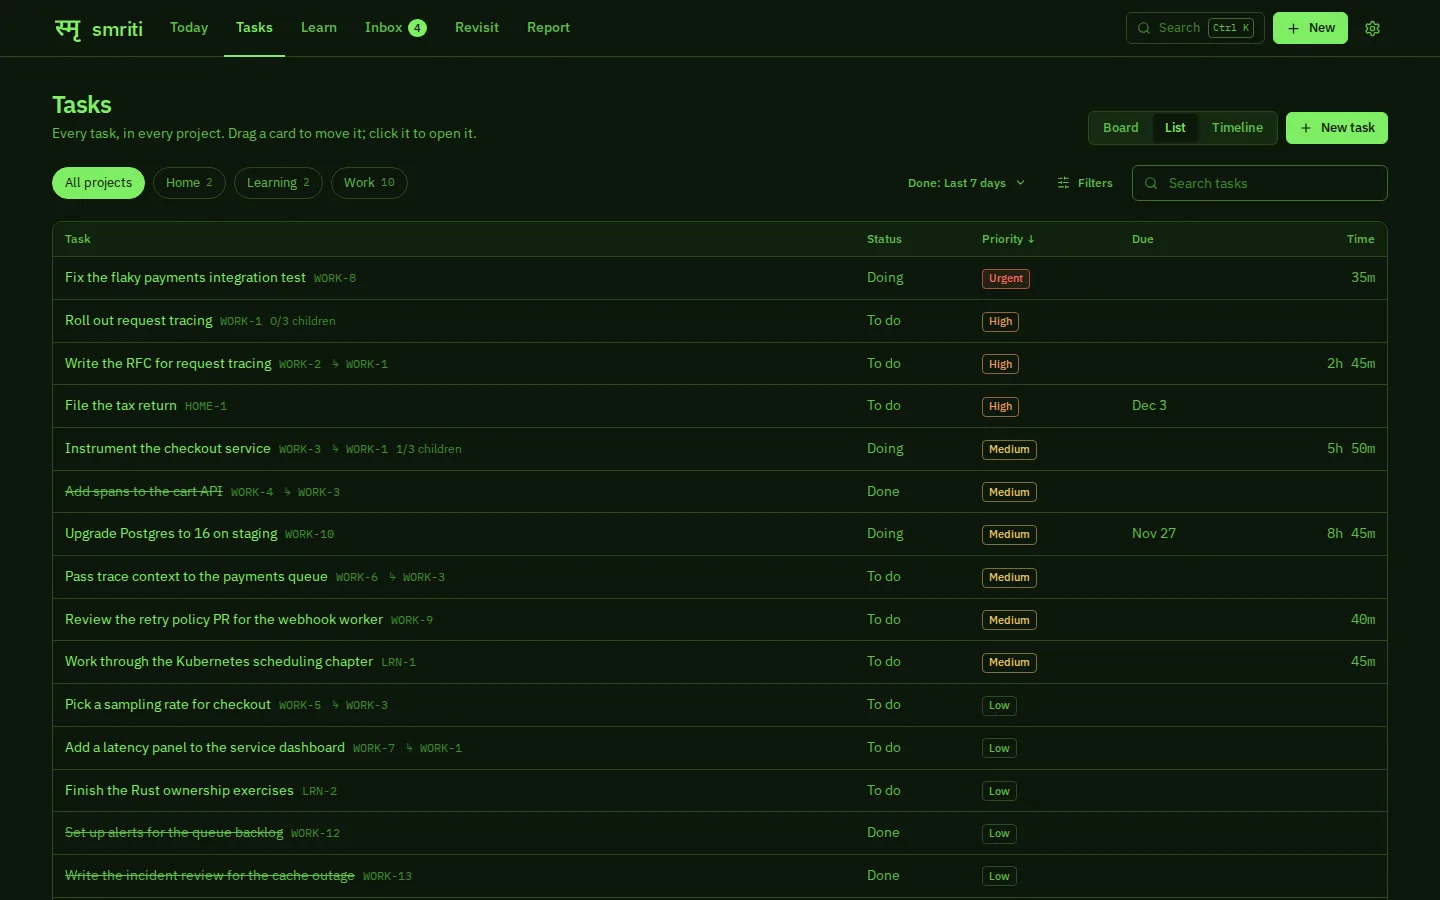 स्मृ smriti Today Tasks Learn Inbox 4 Revisit Report Search Ctrl K + New
Tasks
Every task, in every project. Drag a card to move it; click it to open it.
Board List Timeline + New task
All projects Home 2 Learning 2 Work 10 Done: Last 7 days Filters Search tasks
Task Status Priority ↓ Due Time
Fix the flaky payments integration test WORK-8 Doing Urgent 35m
Roll out request tracing WORK-1 0/3 children To do High
Write the RFC for request tracing WORK-2 ↳ WORK-1 To do High 2h 45m
File the tax return HOME-1 To do High Dec 3
Instrument the checkout service WORK-3 ↳ WORK-1 1/3 children Doing Medium 5h 50m
Add spans to the cart API WORK-4 ↳ WORK-3 Done Medium
Upgrade Postgres to 16 on staging WORK-10 Doing Medium Nov 27 8h 45m
Pass trace context to the payments queue WORK-6 ↳ WORK-3 To do Medium
Review the retry policy PR for the webhook worker WORK-9 To do Medium 40m
Work through the Kubernetes scheduling chapter LRN-1 To do Medium 45m
Pick a sampling rate for checkout WORK-5 ↳ WORK-3 To do Low
Add a latency panel to the service dashboard WORK-7 ↳ WORK-1 To do Low
Finish the Rust ownership exercises LRN-2 To do Low
Set up alerts for the queue backlog WORK-12 Done Low
Write the incident review for the cache outage WORK-13 Done Low